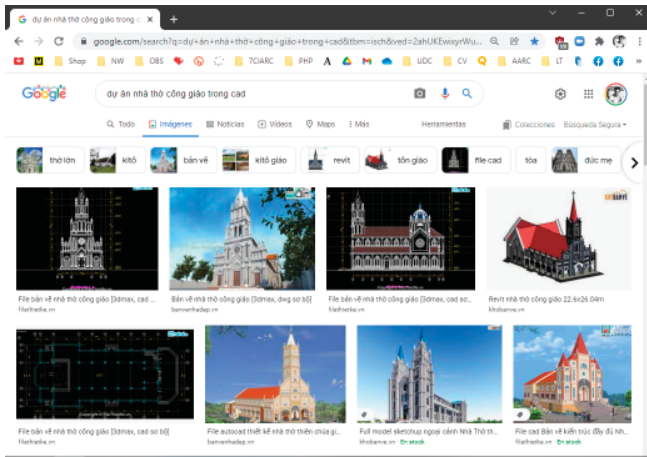 dự án nhà thờ công giáo trong c
google.com/search?q=dự+án+nhà+thờ+công+giáo+trong+cad&tbm=isch&ved=2ahUKEwixyrWu...
Shop NW OBS 7CIARC PHP UDC CV AARC LT
Google
dự án nhà thờ công giáo trong cad
Todo Imágenes Noticias Videos Maps Más Herramientas Colecciones Búsqueda Segura
thờ lớn kitô bản vẽ kitô giáo revit tôn giáo file cad tòa đức mẹ
File bản vẽ nhà thờ công giáo [3dmax, cad ... Bản vẽ nhà thờ công giáo [3dmax, dwg sơ bộ] File bản vẽ nhà thờ công giáo [3dmax, cad sơ... Revit nhà thờ công giáo 22.6x26.04m
filethietke.vn banvenhadep.vn filethietke.vn khobanve.vn
File bản vẽ nhà thờ công giáo [3dmax, cad sơ bộ] File autocad thiết kế nhà thờ thiên chúa gi... Full model sketchup ngoại cảnh Nhà Thờ th... File cad Bản vẽ kiến trúc đầy đủ Nh...
filethietke.vn banvenhadep.vn khobanve.vn · En stock filethietke.vn · En stock